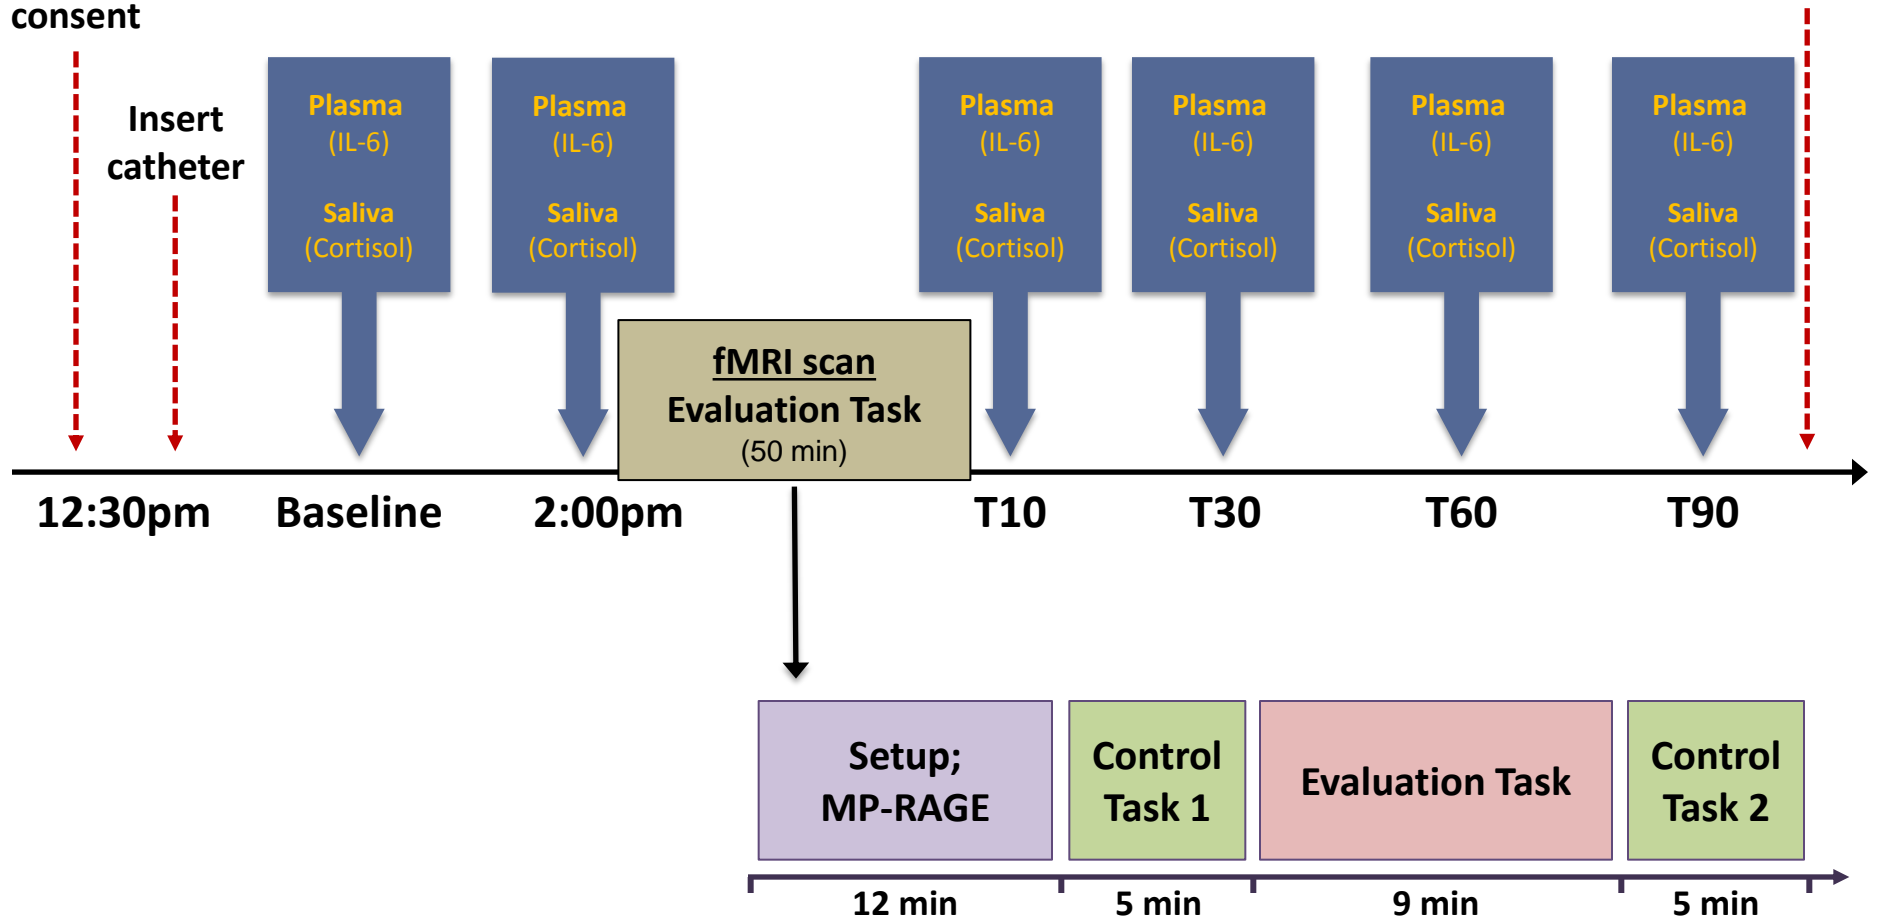 consent
Insert
catheter
Plasma
(IL-6)
Saliva
(Cortisol)
Plasma
(IL-6)
Saliva
(Cortisol)
Plasma
(IL-6)
Saliva
(Cortisol)
Plasma
(IL-6)
Saliva
(Cortisol)
Plasma
(IL-6)
Saliva
(Cortisol)
Plasma
(IL-6)
Saliva
(Cortisol)
fMRI scan
Evaluation Task
(50 min)
12:30pm
Baseline
2:00pm
T10
T30
T60
T90
Setup;
MP-RAGE
Control
Task 1
Evaluation Task
Control
Task 2
12 min
5 min
9 min
5 min